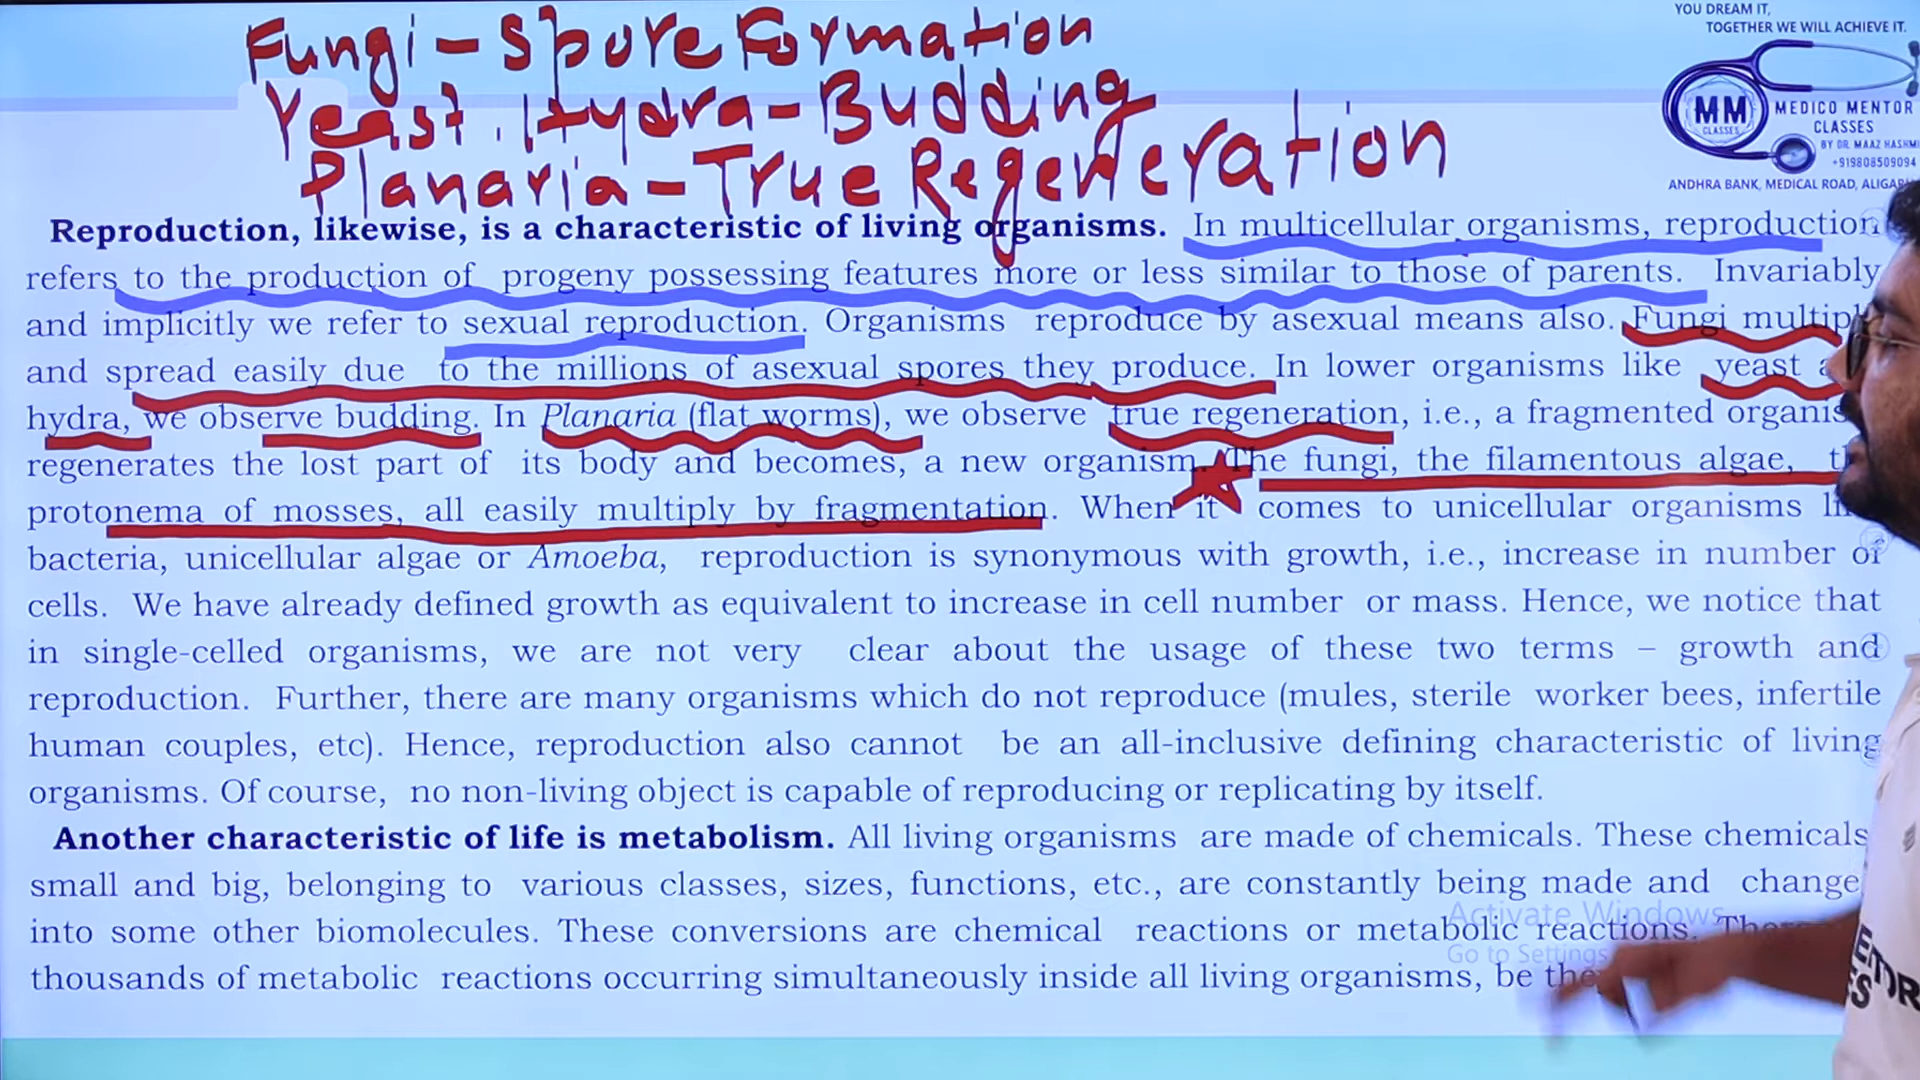 Fungi - Spore Formation
Yeast, Hydra - Budding
Planaria - True Regeneration
YOU DREAM IT,
TOGETHER WE WILL ACHIEVE IT.
MM
CLASSES
MEDICO MENTOR
CLASSES
BY DR. MAAZ HASHMI
+919808509094
ANDHRA BANK, MEDICAL ROAD, ALIGAR
Reproduction, likewise, is a characteristic of living organisms. In multicellular organisms, reproduction
refers to the production of progeny possessing features more or less similar to those of parents. Invariably
and implicitly we refer to sexual reproduction. Organisms reproduce by asexual means also. Fungi multip
and spread easily due to the millions of asexual spores they produce. In lower organisms like yeast a
hydra, we observe budding. In Planaria (flat worms), we observe true regeneration, i.e., a fragmented organis
regenerates the lost part of its body and becomes, a new organism. The fungi, the filamentous algae, t
protonema of mosses, all easily multiply by fragmentation. When it comes to unicellular organisms li
bacteria, unicellular algae or Amoeba, reproduction is synonymous with growth, i.e., increase in number of
cells. We have already defined growth as equivalent to increase in cell number or mass. Hence, we notice that
in single-celled organisms, we are not very clear about the usage of these two terms – growth and
reproduction. Further, there are many organisms which do not reproduce (mules, sterile worker bees, infertile
human couples, etc). Hence, reproduction also cannot be an all-inclusive defining characteristic of living
organisms. Of course, no non-living object is capable of reproducing or replicating by itself.
Another characteristic of life is metabolism. All living organisms are made of chemicals. These chemicals
small and big, belonging to various classes, sizes, functions, etc., are constantly being made and change
into some other biomolecules. These conversions are chemical reactions or metabolic reactions.
thousands of metabolic reactions occurring simultaneously inside all living organisms, be
Activate Windows
Go to Settings